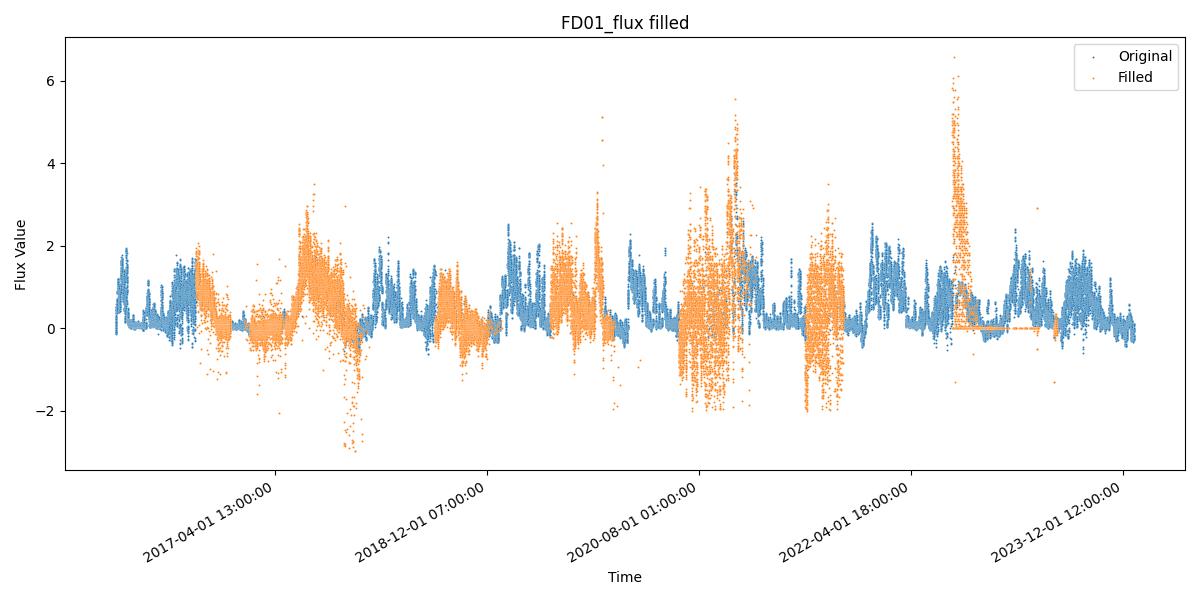 FD01_flux filled
Original
Filled
Flux Value
6
4
2
0
−2
2017-04-01 13:00:00
2018-12-01 07:00:00
2020-08-01 01:00:00
2022-04-01 18:00:00
2023-12-01 12:00:00
Time